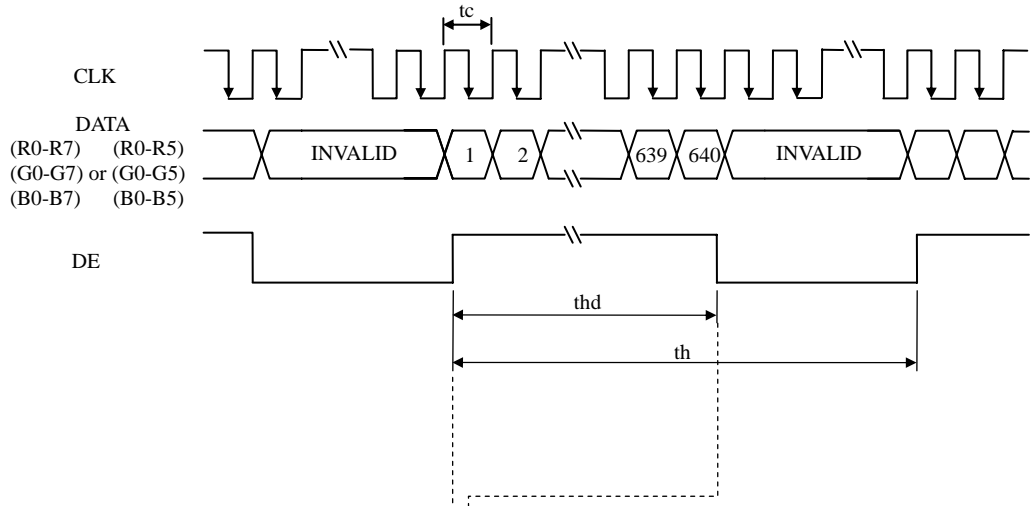 tc
CLK
DATA
(R0-R7) (R0-R5)
(G0-G7) or (G0-G5)
(B0-B7) (B0-B5)
INVALID 1 2 639 640 INVALID
DE
thd
th